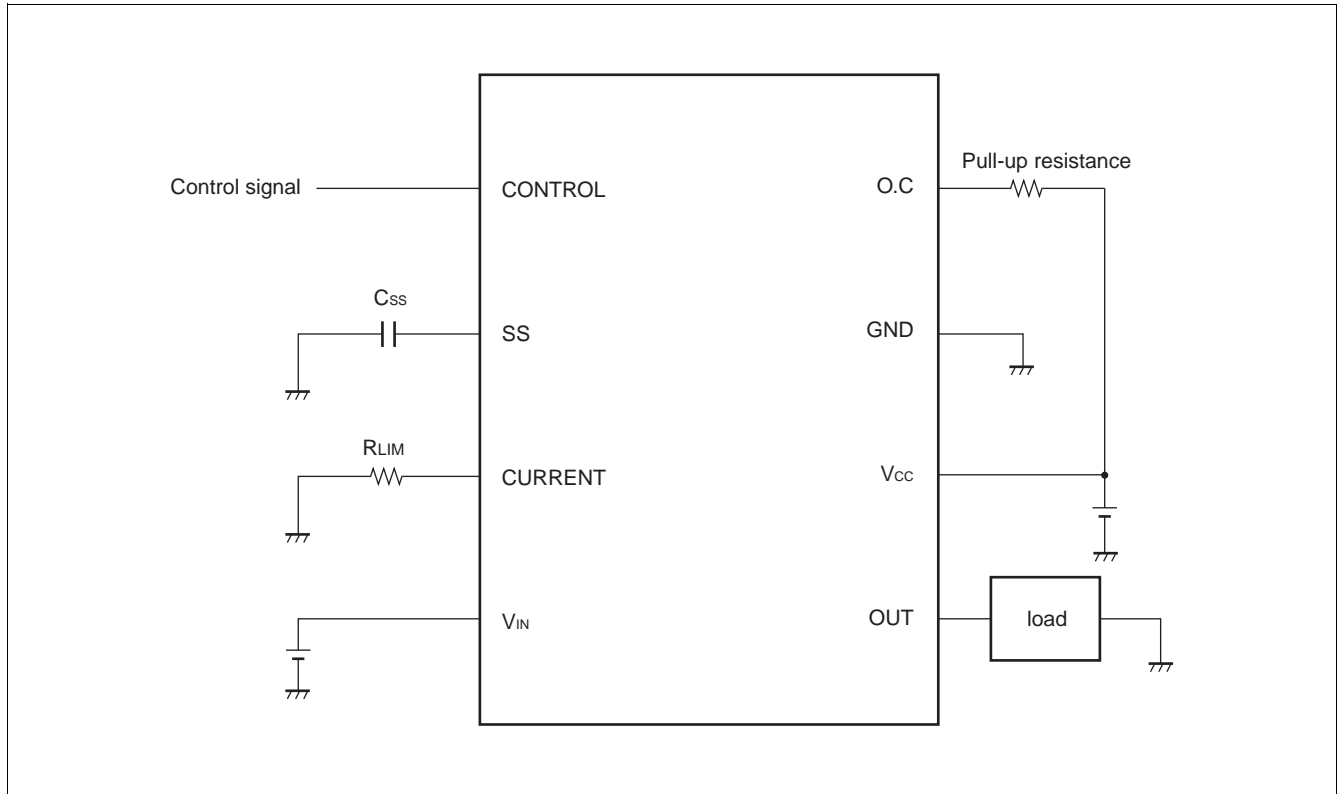 Control signal
CONTROL
O.C
Pull-up resistance
CSS
SS
GND
RLIM
CURRENT
VCC
VIN
OUT
load